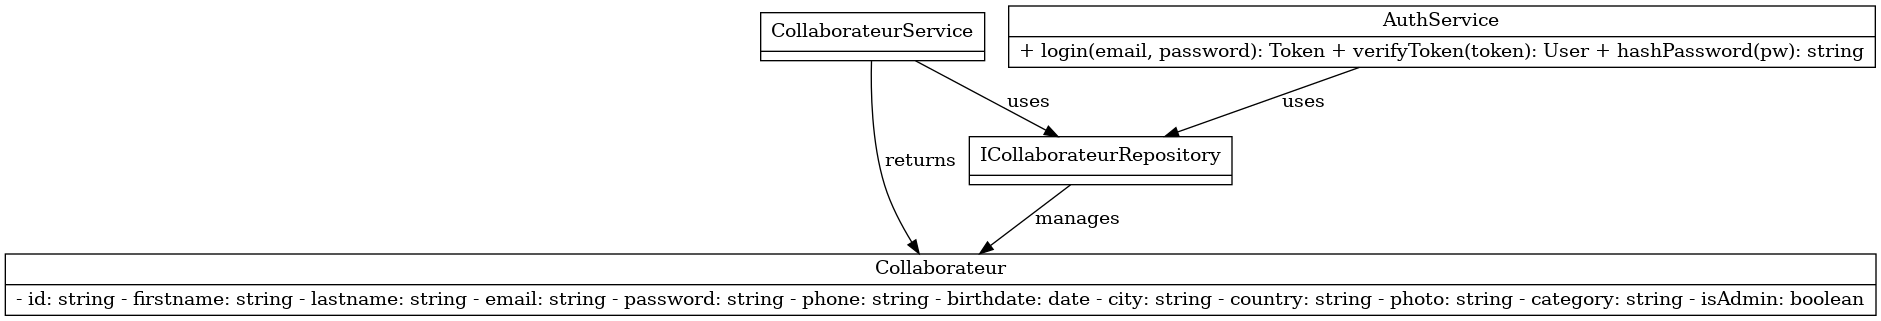 CollaborateurService
AuthService
+ login(email, password): Token + verifyToken(token): User + hashPassword(pw): string
uses
uses
returns
ICollaborateurRepository
manages
Collaborateur
- id: string - firstname: string - lastname: string - email: string - password: string - phone: string - birthdate: date - city: string - country: string - photo: string - category: string - isAdmin: boolean